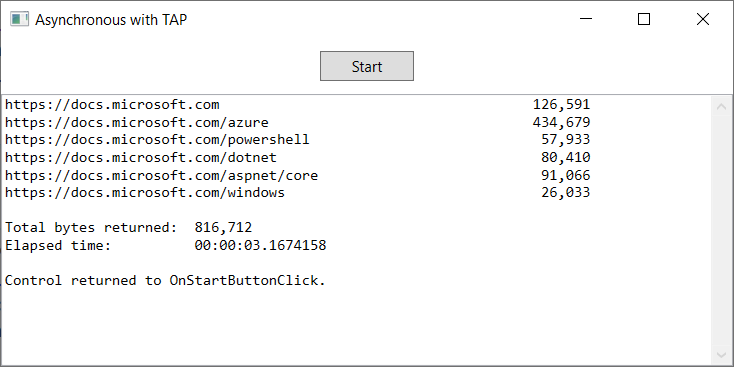 Asynchronous with TAP
Start
https://docs.microsoft.com 126,591
https://docs.microsoft.com/azure 434,679
https://docs.microsoft.com/powershell 57,933
https://docs.microsoft.com/dotnet 80,410
https://docs.microsoft.com/aspnet/core 91,066
https://docs.microsoft.com/windows 26,033
Total bytes returned: 816,712
Elapsed time: 00:00:03.1674158
Control returned to OnStartButtonClick.